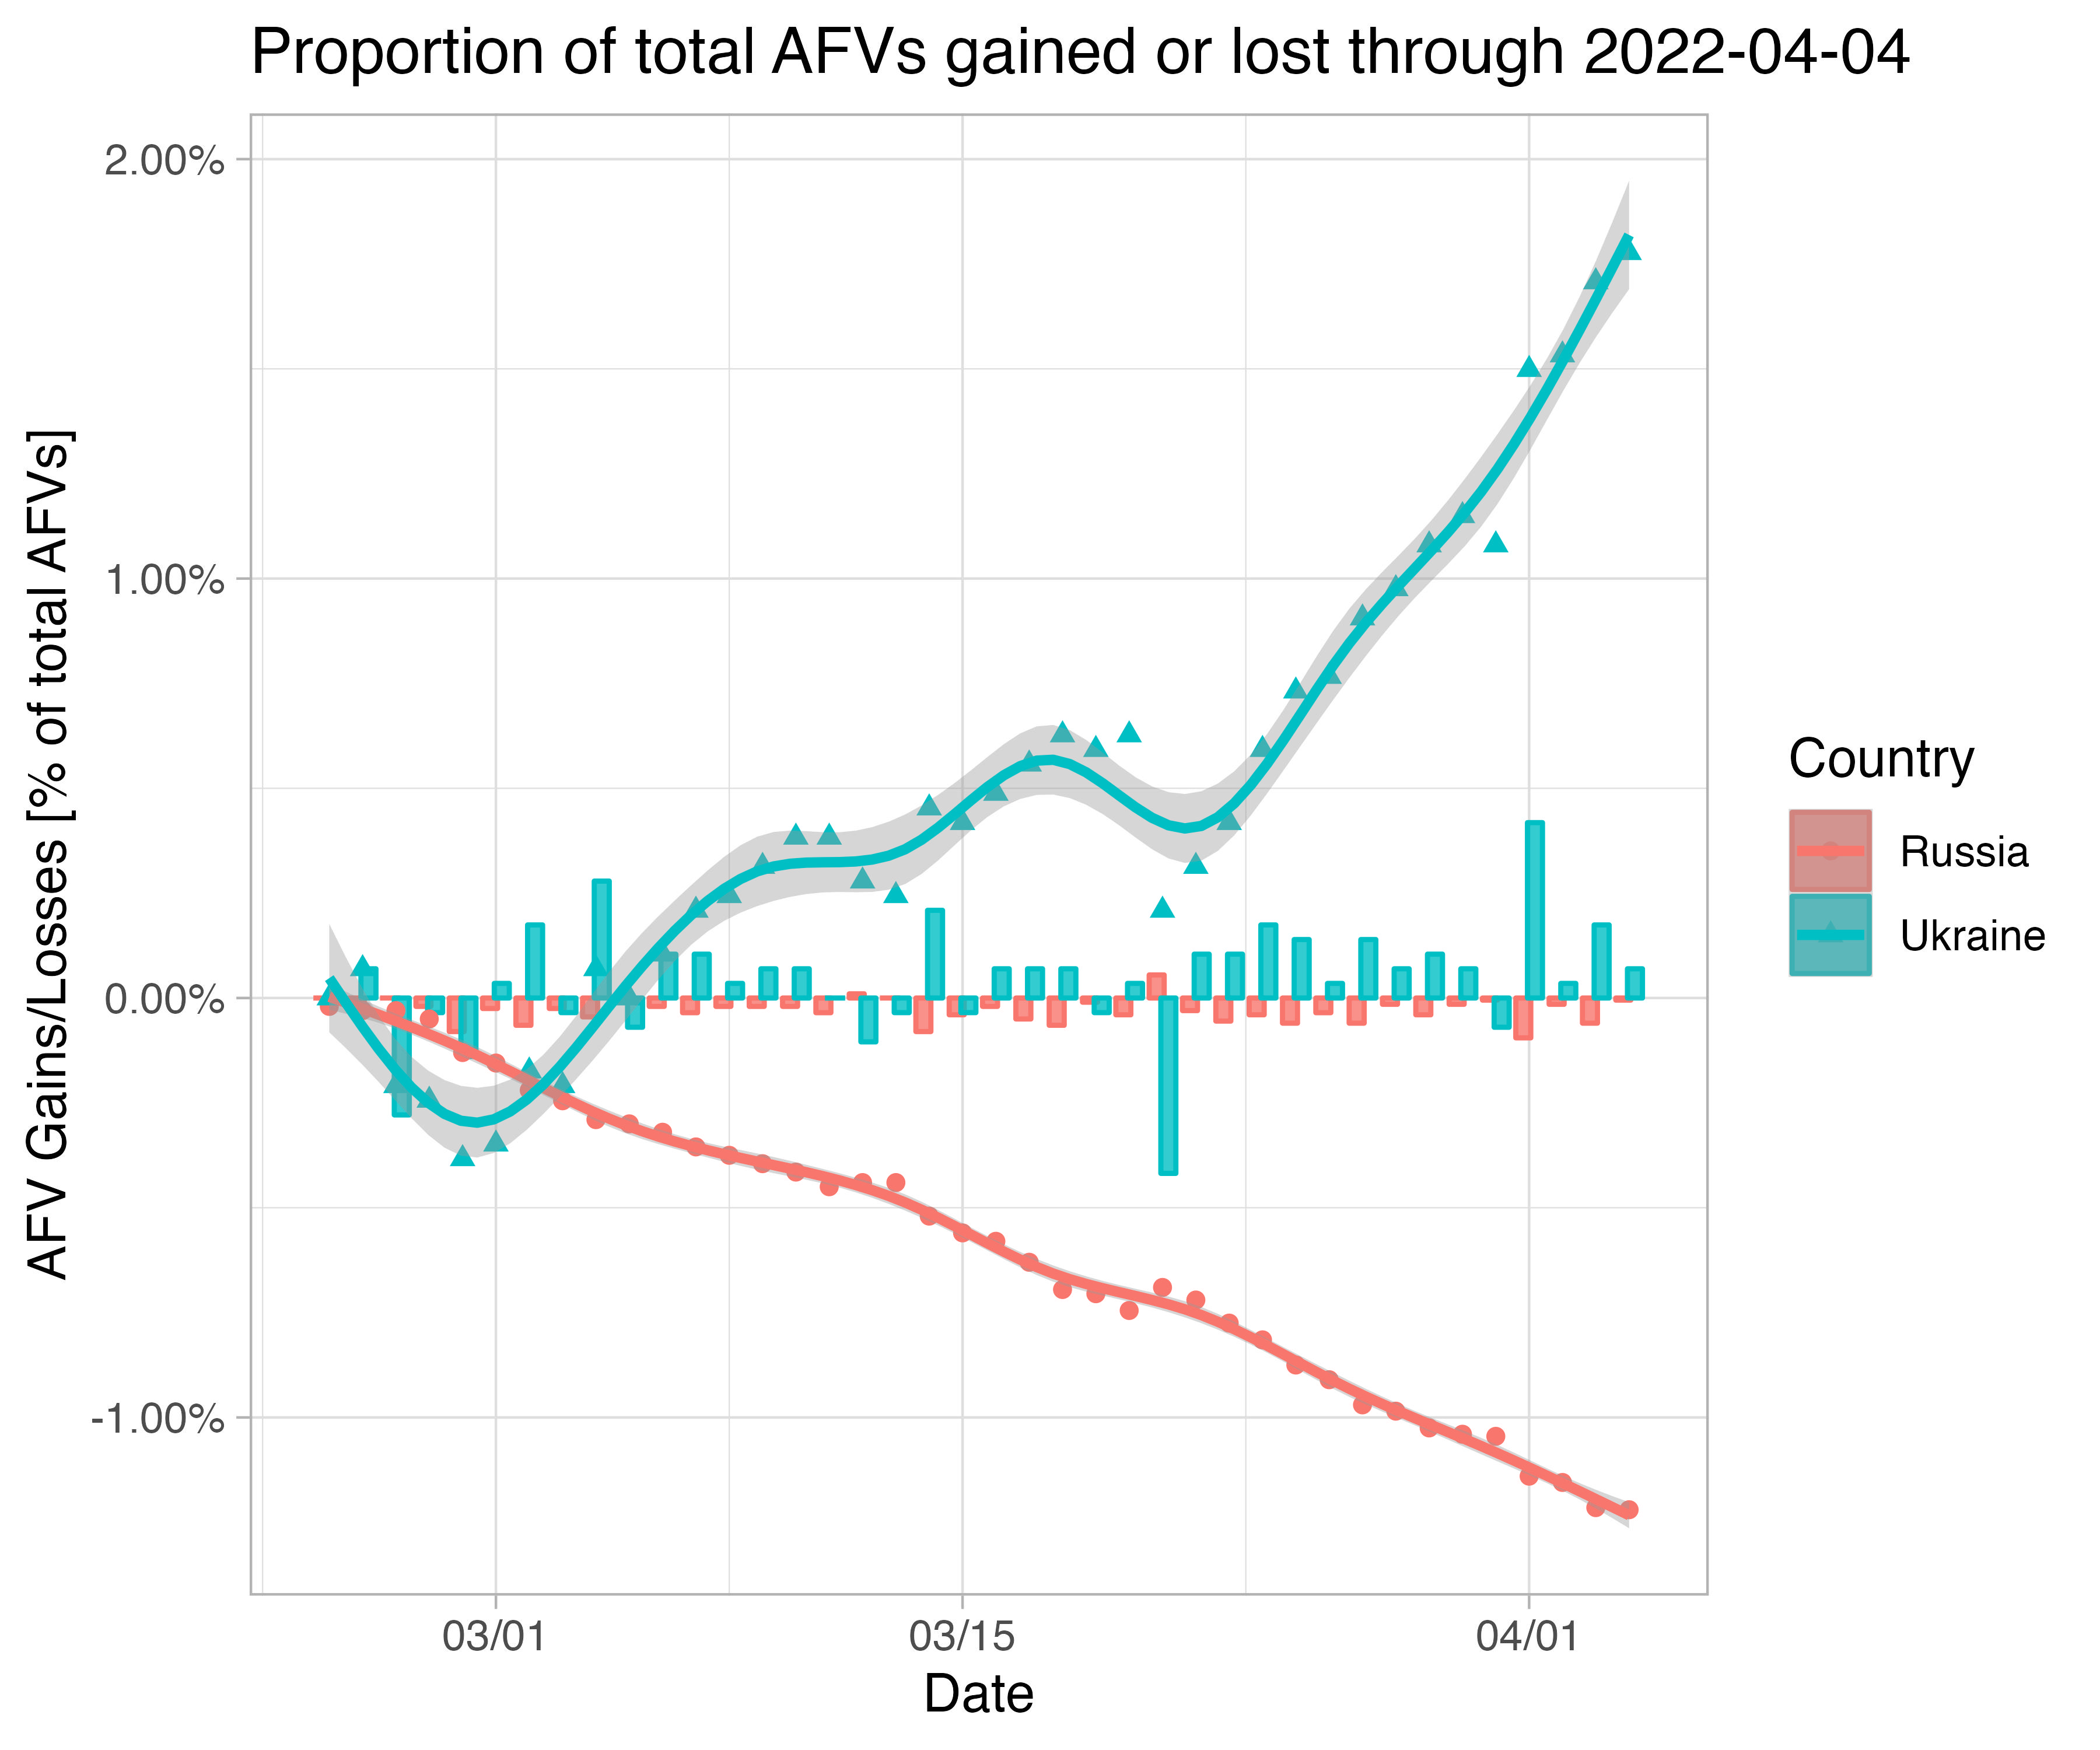 Proportion of total AFVs gained or lost through 2022-04-04
AFV Gains/Losses [% of total AFVs]
2.00%
1.00%
0.00%
-1.00%
03/01
03/15
04/01
Date
Country
Russia
Ukraine